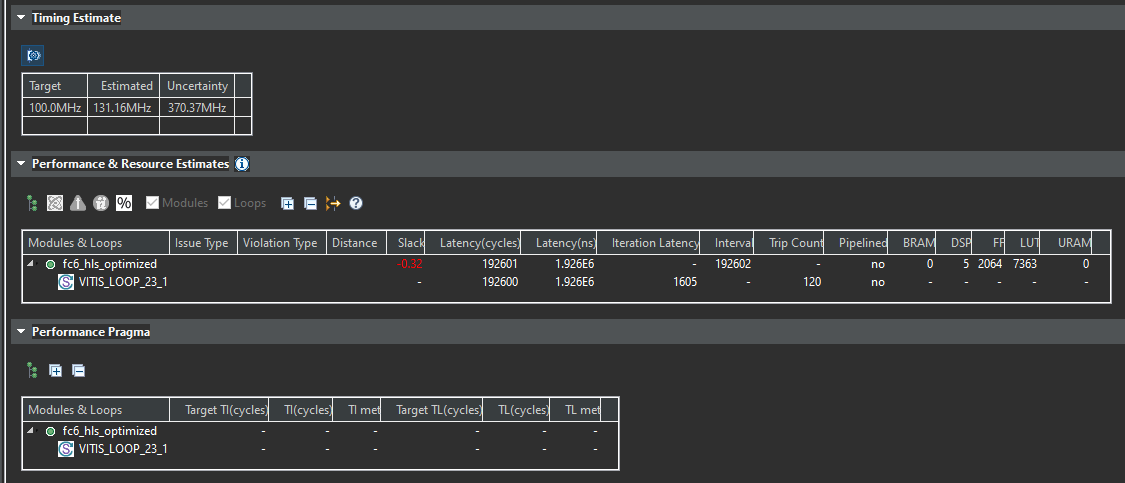 Timing Estimate
Target Estimated Uncertainty
100.0MHz 131.16MHz 370.37MHz
Performance & Resource Estimates
% Modules Loops
Modules & Loops Issue Type Violation Type Distance Slack Latency(cycles) Latency(ns) Iteration Latency Interval Trip Count Pipelined BRAM DSP FF LUT URAM
fc6_hls_optimized -0.32 192601 1.926E6 - 192602 - no 0 5 2064 7363 0
VITIS_LOOP_23_1 - 192600 1.926E6 1605 - 120 no - - - - -
Performance Pragma
Modules & Loops Target TI(cycles) TI(cycles) TI met Target TL(cycles) TL(cycles) TL met
fc6_hls_optimized - - - - - -
VITIS_LOOP_23_1 - - - - - -